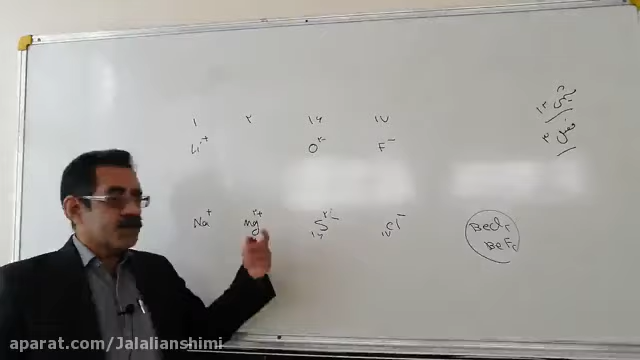 شیمی ۱۲
فصل ۳
۱ ۲ ۱۶ ۱۷
Li⁺ O²⁻ F⁻
Na⁺ Mg²⁺ S²⁻ Cl⁻
۱۶ ۱۷
BeCl₂
BeF₂
aparat.com/Jalalianshimi